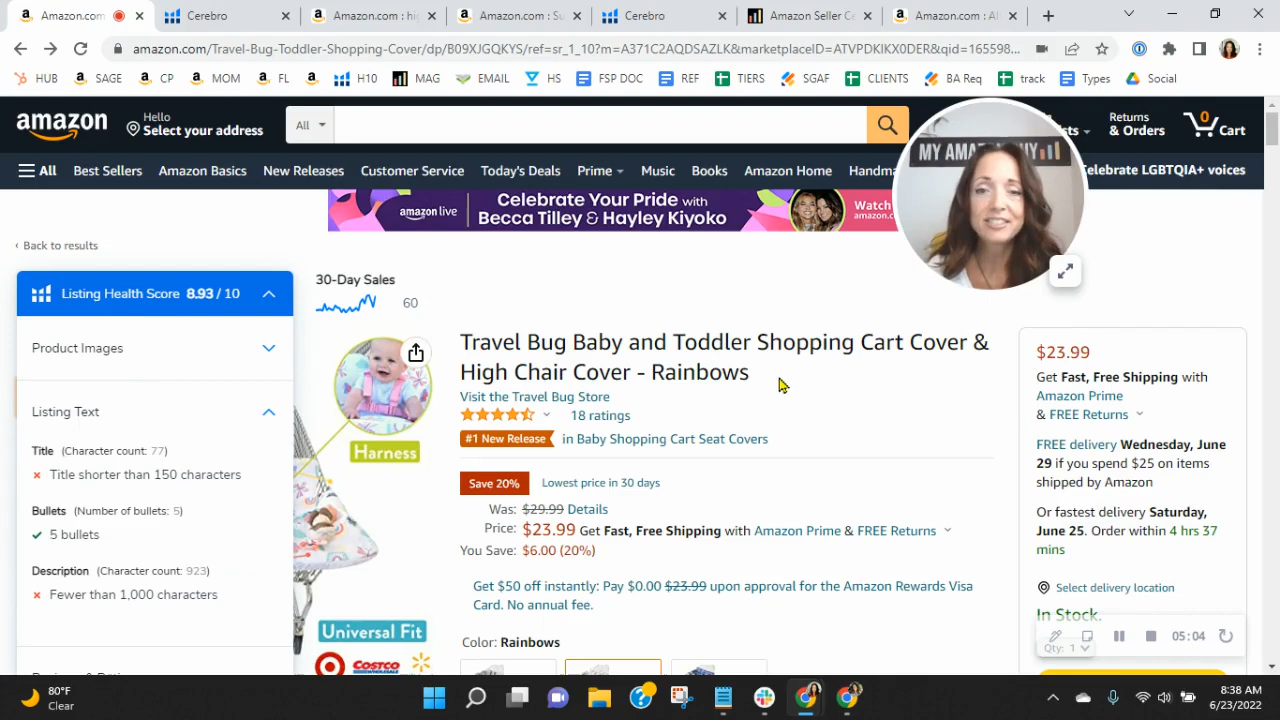 Amazon.com
Cerebro
Amazon.com : hi
Amazon.com : Su
Cerebro
Amazon Seller Ce
Amazon.com : Al
amazon.com/Travel-Bug-Toddler-Shopping-Cover/dp/B09XJGQKYS/ref=sr_1_10?m=A371C2AQDSAZLK&marketplaceID=ATVPDKIKX0DER&qid=165598...
HUB
SAGE
CP
MOM
FL
H10
MAG
EMAIL
HS
FSP DOC
REF
TIERS
SGAF
CLIENTS
BA Req
track
Types
Social
amazon
Hello
Select your address
All
Returns
& Orders
0
Cart
MY AMAZON
All
Best Sellers
Amazon Basics
New Releases
Customer Service
Today's Deals
Prime
Music
Books
Amazon Home
Handma
Celebrate LGBTQIA+ voices
amazon live
Celebrate Your Pride with
Becca Tilley & Hayley Kiyoko
Watch
amazon.
‹ Back to results
Listing Health Score 8.93 / 10
Product Images
Listing Text
Title (Character count: 77)
Title shorter than 150 characters
Bullets (Number of bullets: 5)
5 bullets
Description (Character count: 923)
Fewer than 1,000 characters
30-Day Sales
60
Harness
Universal Fit
COSTCO
WHOLESALE
Travel Bug Baby and Toddler Shopping Cart Cover &
High Chair Cover - Rainbows
Visit the Travel Bug Store
18 ratings
#1 New Release in Baby Shopping Cart Seat Covers
Save 20% Lowest price in 30 days
Was: $29.99 Details
Price: $23.99 Get Fast, Free Shipping with Amazon Prime & FREE Returns
You Save: $6.00 (20%)
Get $50 off instantly: Pay $0.00 $23.99 upon approval for the Amazon Rewards Visa
Card. No annual fee.
Color: Rainbows
$23.99
Get Fast, Free Shipping with
Amazon Prime
& FREE Returns
FREE delivery Wednesday, June
29 if you spend $25 on items
shipped by Amazon
Or fastest delivery Saturday,
June 25. Order within 4 hrs 37
mins
Select delivery location
In Stock.
05:04
Qty: 1
80°F
Clear
8:38 AM
6/23/2022